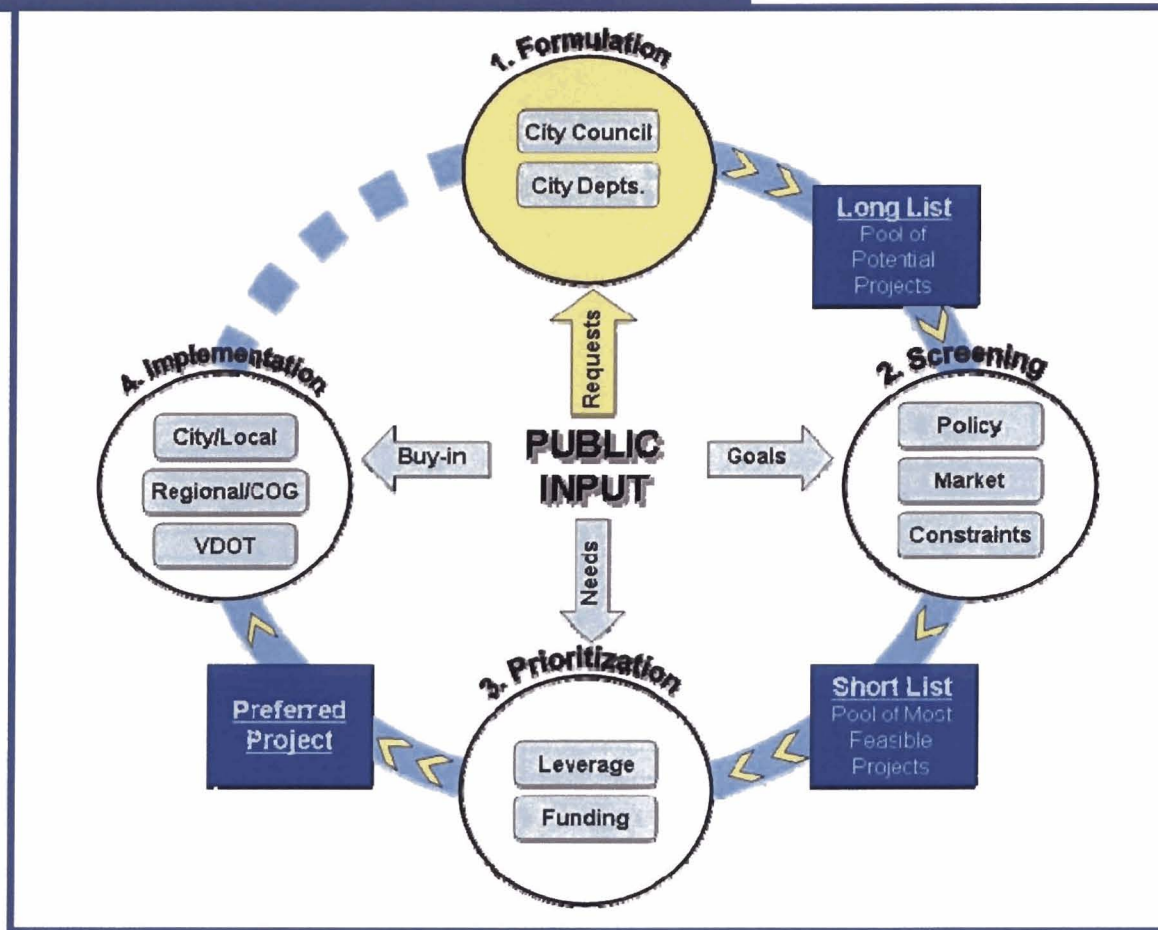 1. Formulation
City Council
City Depts.
Long List
Pool of
Potential
Projects
2. Screening
Policy
Market
Constraints
Short List
Pool of Most
Feasible
Projects
3. Prioritization
Leverage
Funding
Preferred
Project
4. Implementation
City/Local
Regional/COG
VDOT
PUBLIC
INPUT
Requests
Goals
Needs
Buy-in